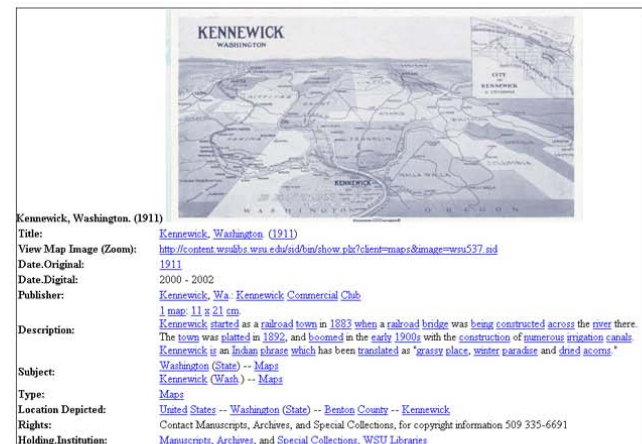 KENNEWICK
WASHINGTON
CITY
OF
KENNEWICK
KENNEWICK
WALLA WALLA
WASHINGTON OREGON
Kennewick, Washington. (1911)
Title: Kennewick, Washington. (1911)
View Map Image (Zoom): http://content.wsulibs.wsu.edu/sid/bin/show.plx?client=maps&image=wsu537.sid
Date.Original: 1911
Date.Digital: 2000 - 2002
Publisher: Kennewick, Wa.: Kennewick Commercial Club
1 map: 11 x 21 cm.
Description: Kennewick started as a railroad town in 1883 when a railroad bridge was being constructed across the river there.
The town was platted in 1892, and boomed in the early 1900s with the construction of numerous irrigation canals.
Kennewick is an Indian phrase which has been translated as "grassy place, winter paradise and dried acorns."
Subject: Washington (State) -- Maps
Kennewick (Wash.) -- Maps
Type: Maps
Location Depicted: United States -- Washington (State) -- Benton County -- Kennewick
Rights: Contact Manuscripts, Archives, and Special Collections, for copyright information 509 335-6691
Holding.Institution: Manuscripts, Archives, and Special Collections, WSU Libraries